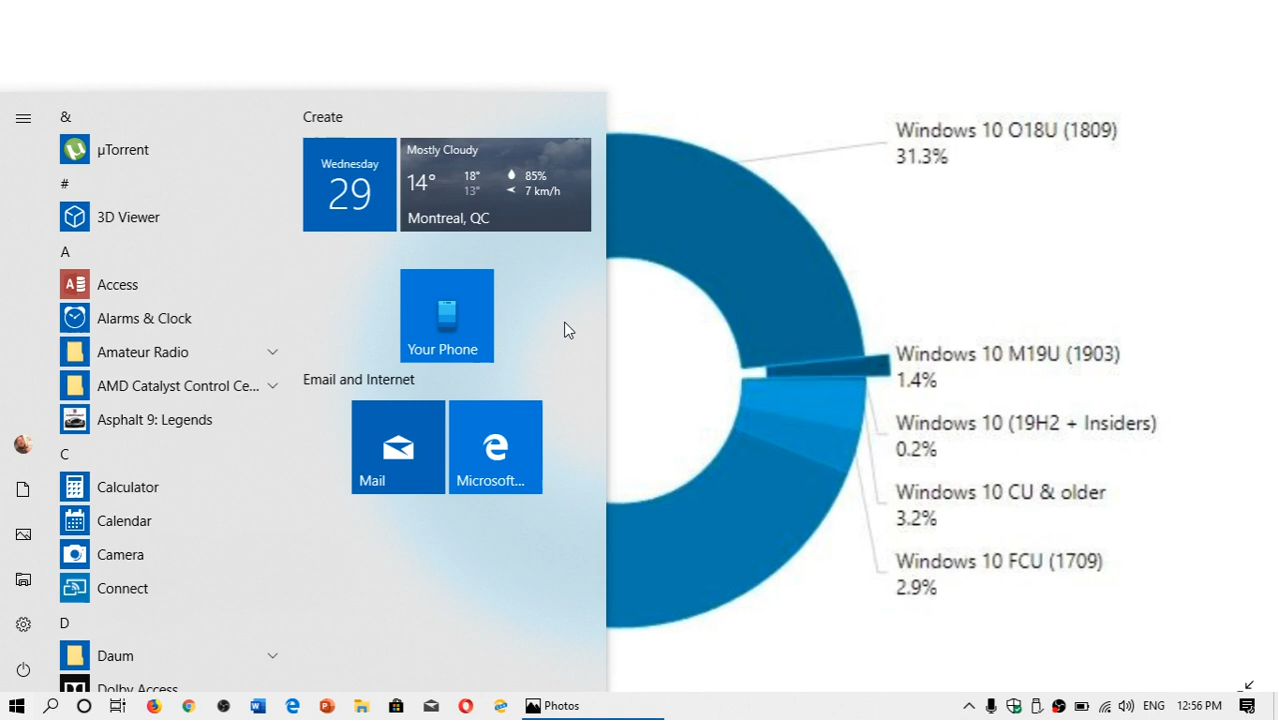 &
µTorrent
#
3D Viewer
A
Access
Alarms & Clock
Amateur Radio
AMD Catalyst Control Ce...
Asphalt 9: Legends
C
Calculator
Calendar
Camera
Connect
D
Daum
Dolby Access
Create
Wednesday
29
Mostly Cloudy
14° 18° 85%
13° 7 km/h
Montreal, QC
Your Phone
Email and Internet
Mail
Microsoft...
Windows 10 O18U (1809)
31.3%
Windows 10 M19U (1903)
1.4%
Windows 10 (19H2 + Insiders)
0.2%
Windows 10 CU & older
3.2%
Windows 10 FCU (1709)
2.9%
Photos
ENG 12:56 PM